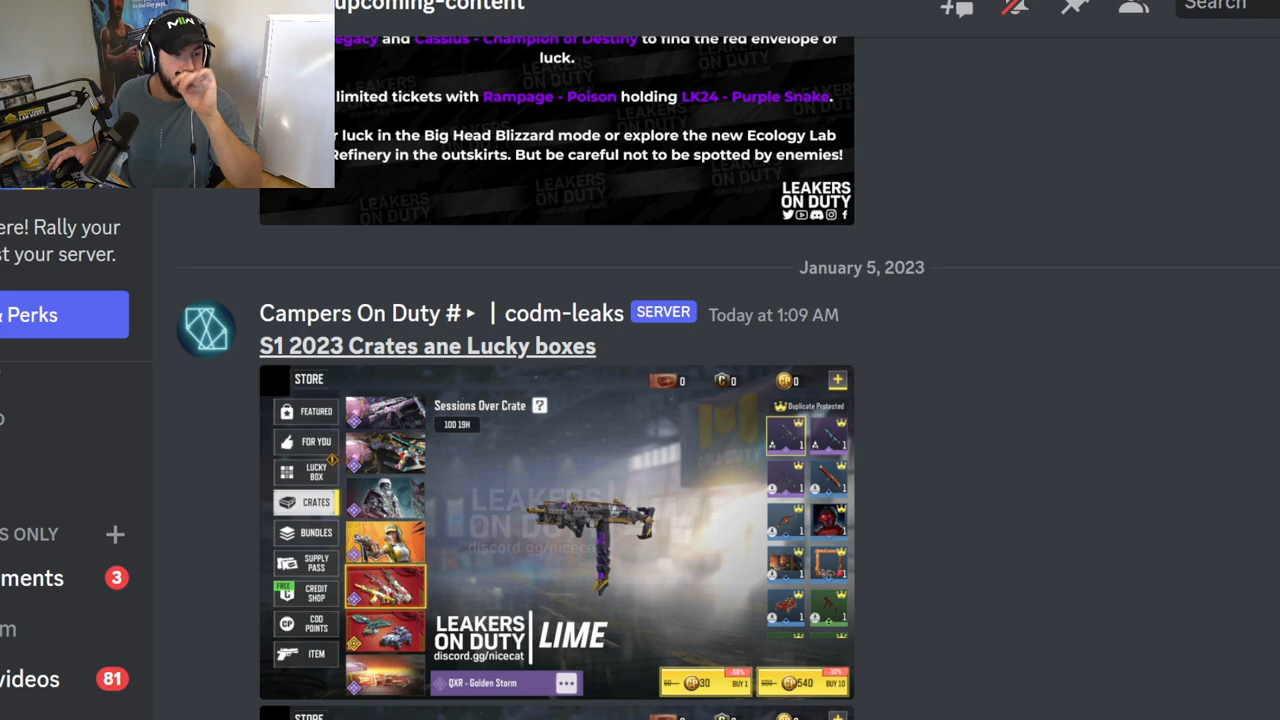 upcoming-content
Search
egacy and Cassius - Champion of Destiny to find the red envelope of
luck.
limited tickets with Rampage - Poison holding LK24 - Purple Snake.
r luck in the Big Head Blizzard mode or explore the new Ecology Lab
Refinery in the outskirts. But be careful not to be spotted by enemies!
LEAKERS
ON DUTY
ere! Rally your
st your server.
& Perks
January 5, 2023
Campers On Duty # ▸ | codm-leaks SERVER Today at 1:09 AM
S1 2023 Crates ane Lucky boxes
STORE
0
0
0
+
FEATURED
FOR YOU
LUCKY
BOX
CRATES
BUNDLES
SUPPLY
PASS
FREE
CREDIT
SHOP
COD
POINTS
ITEM
Sessions Over Crate ?
10D 19H
Duplicate Protected
LEAKERS
ON DUTY
discord.gg/nicecat
LEAKERS
ON DUTY
discord.gg/nicecat
LIME
QXR - Golden Storm
30
BUY 1
540
BUY 10
S ONLY
ments
3
m
videos
81
STORE